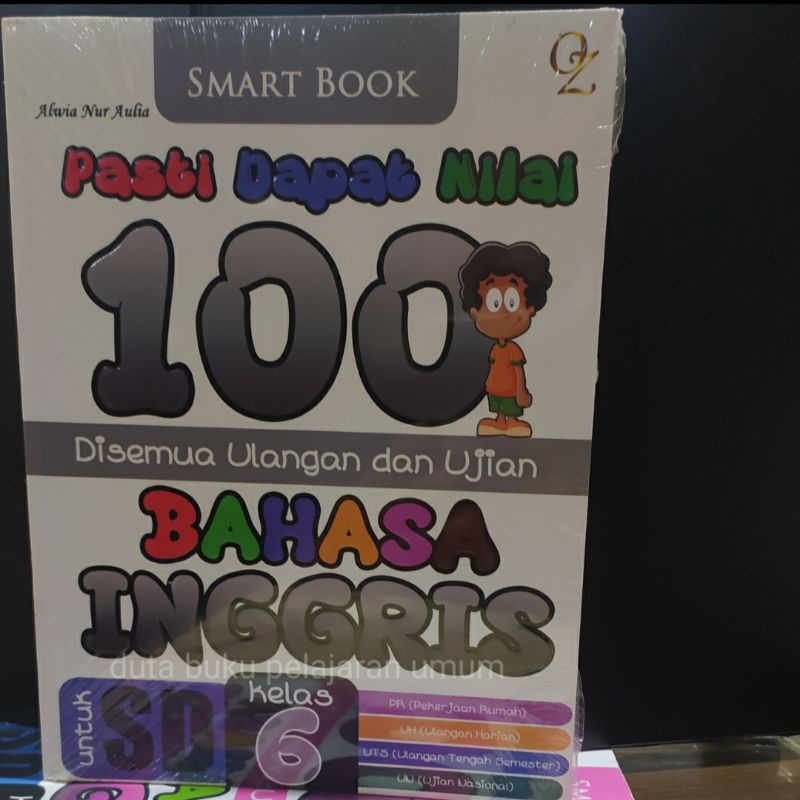 SMART BOOK
OZ
Alwia Nur Aulia
Pasti Dapat Nilai
100
Disemua Ulangan dan Ujian
BAHASA
INGGRIS
duta buku pelajaran umum
untuk SD kelas 6
PR (Pekerjaan Rumah)
UH (Ulangan Harian)
UTS (Ulangan Tengah Semester)
UN (Ujian Nasional)